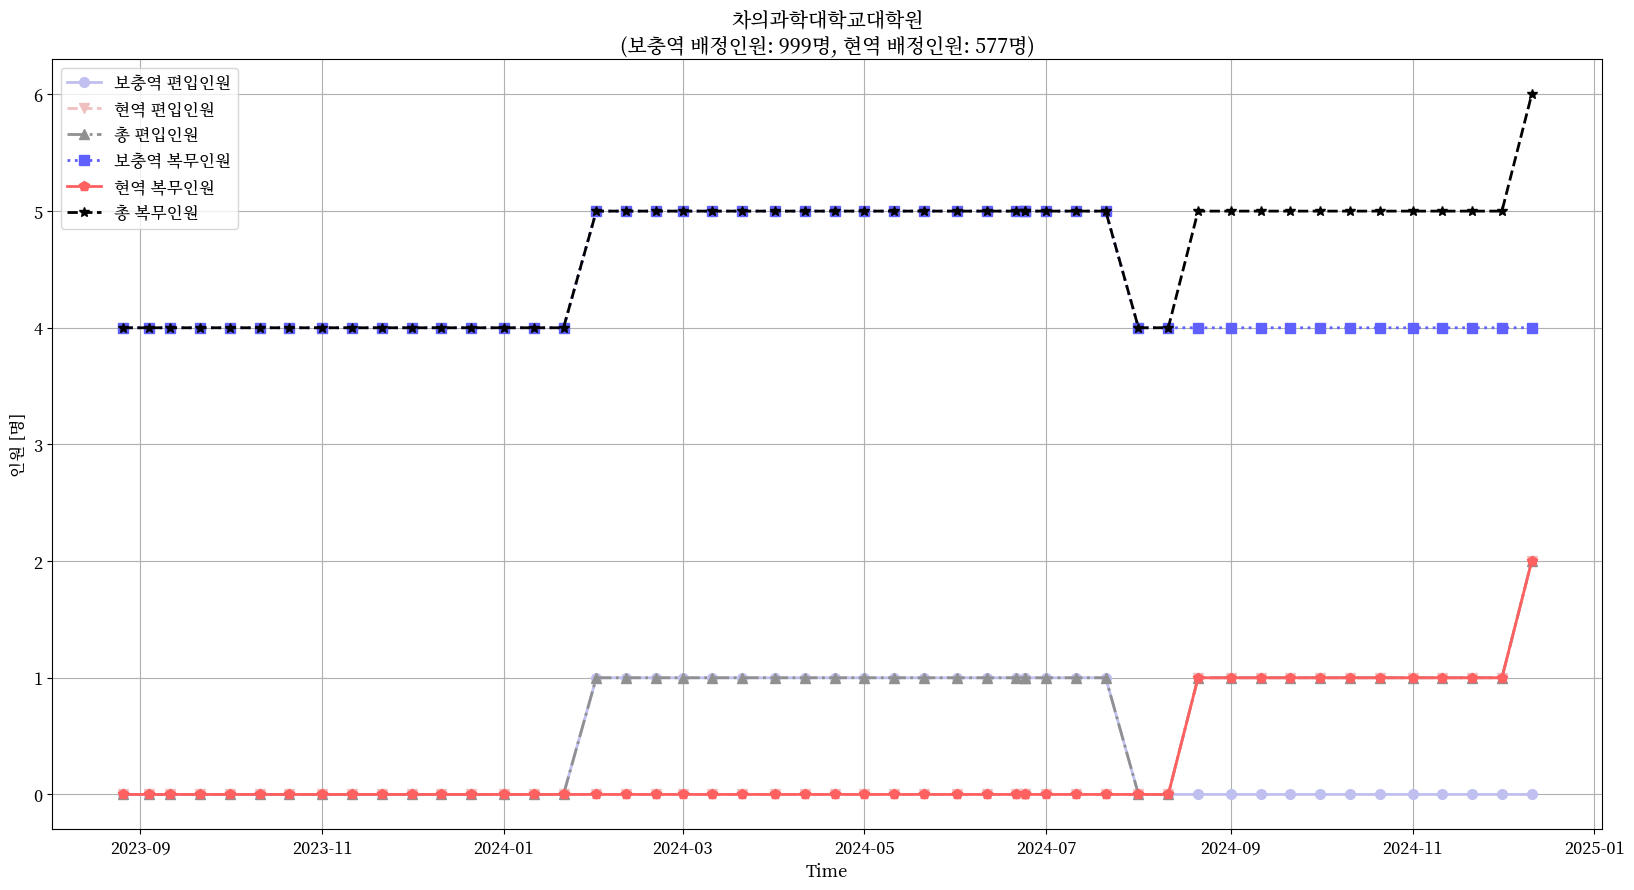 차의과학대학교대학원
(보충역 배정인원: 999명, 현역 배정인원: 577명)
보충역 편입인원
현역 편입인원
총 편입인원
보충역 복무인원
현역 복무인원
총 복무인원
6
5
4
3
2
1
0
인원 [명]
2023-09
2023-11
2024-01
2024-03
2024-05
2024-07
2024-09
2024-11
2025-01
Time